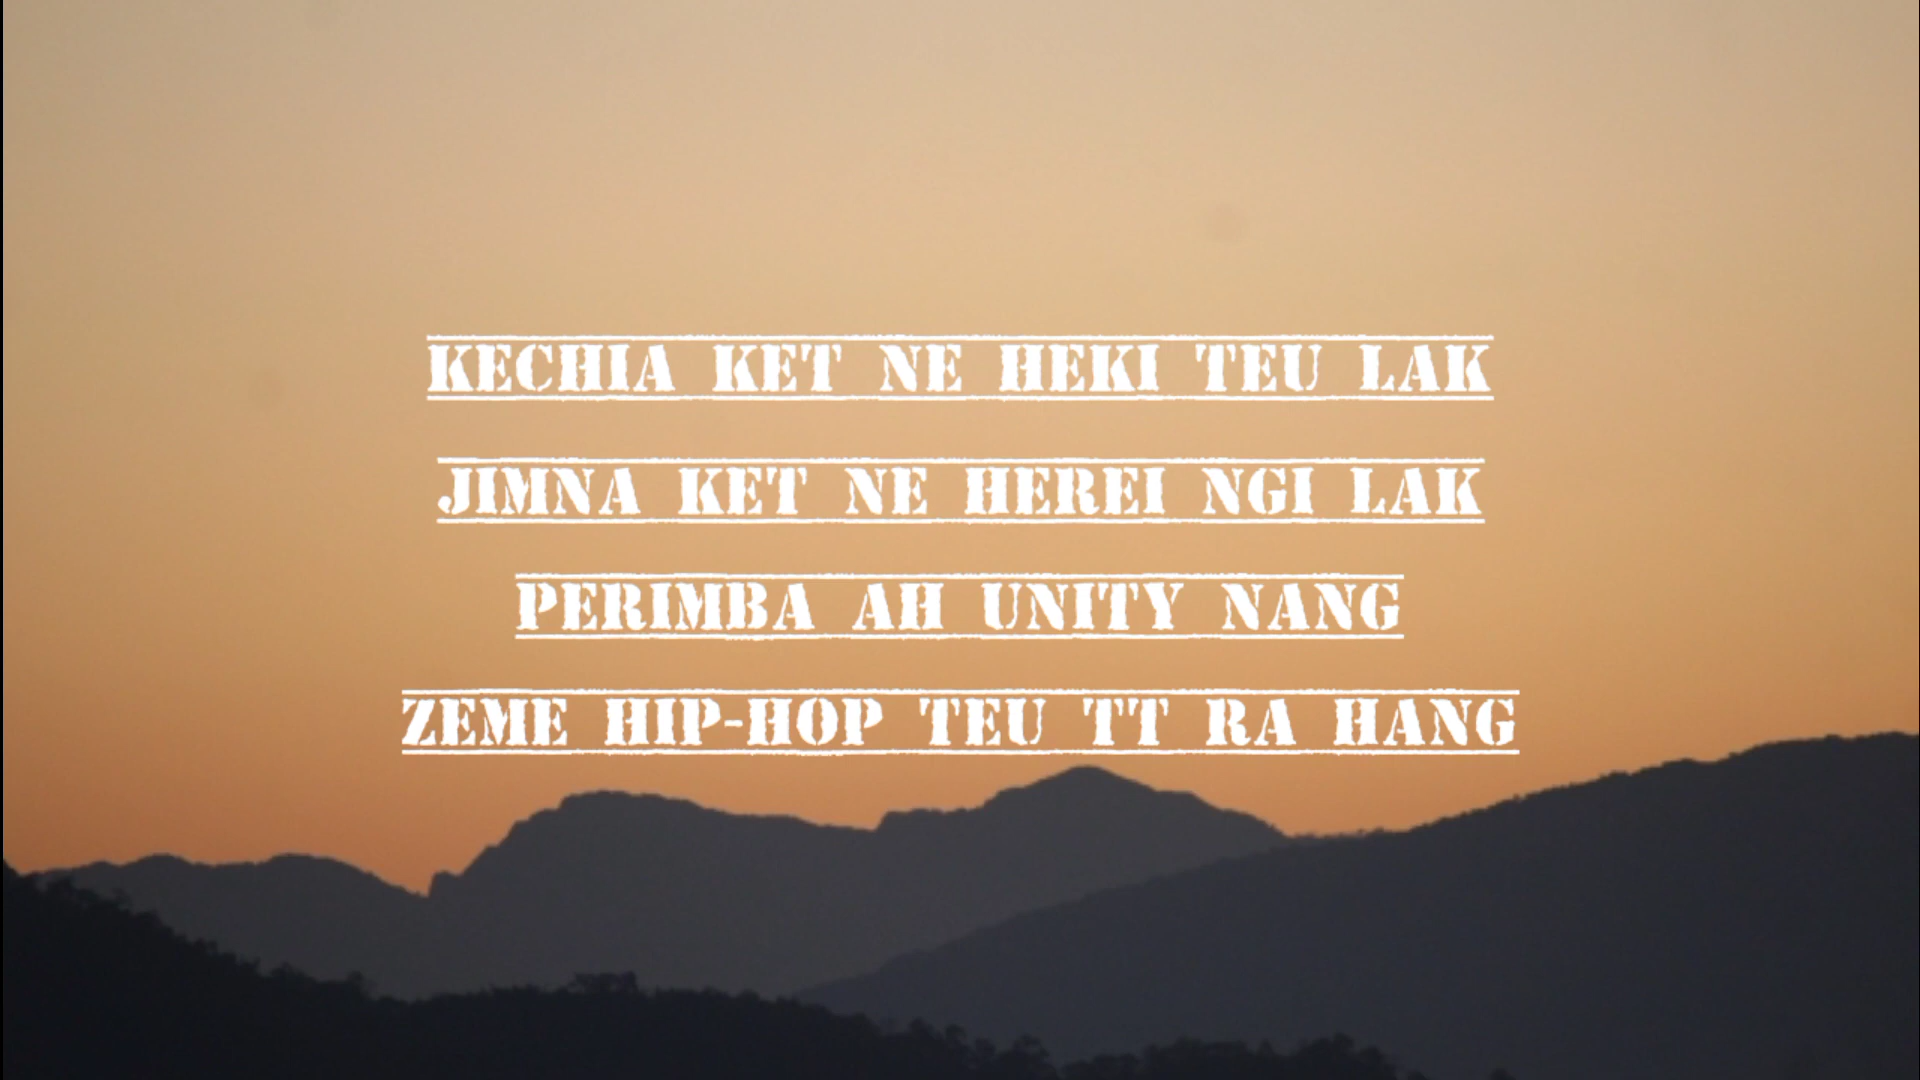 KECHIA KET NE HEKI TEU LAK
JIMNA KET NE HEREI NGI LAK
PERIMBA AH UNITY NANG
ZEME HIP-HOP TEU TT RA HANG